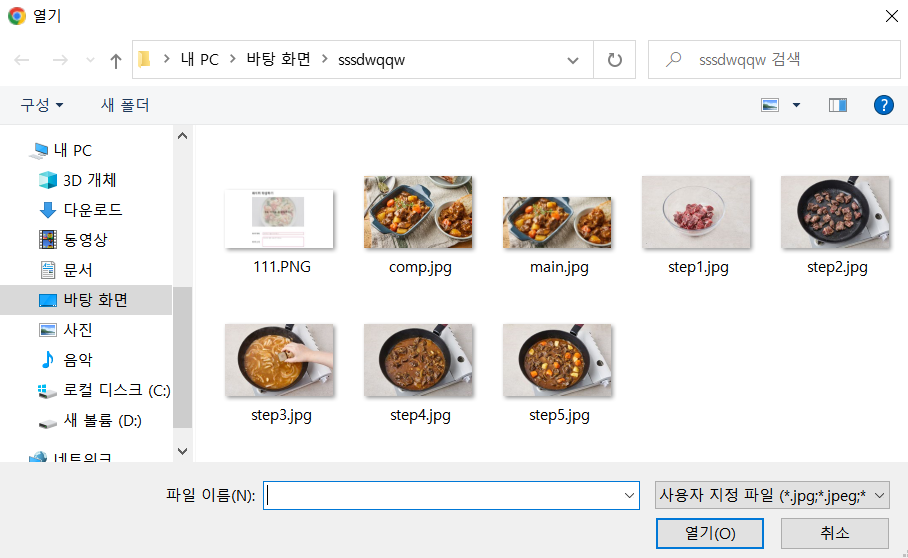 열기
내 PC > 바탕 화면 > sssdwqqw
sssdwqqw 검색
구성
새 폴더
내 PC
3D 개체
다운로드
동영상
문서
바탕 화면
사진
음악
로컬 디스크 (C:)
새 볼륨 (D:)
네트워크
111.PNG
comp.jpg
main.jpg
step1.jpg
step2.jpg
step3.jpg
step4.jpg
step5.jpg
파일 이름(N):
사용자 지정 파일 (*.jpg;*.jpeg;*
열기(O)
취소